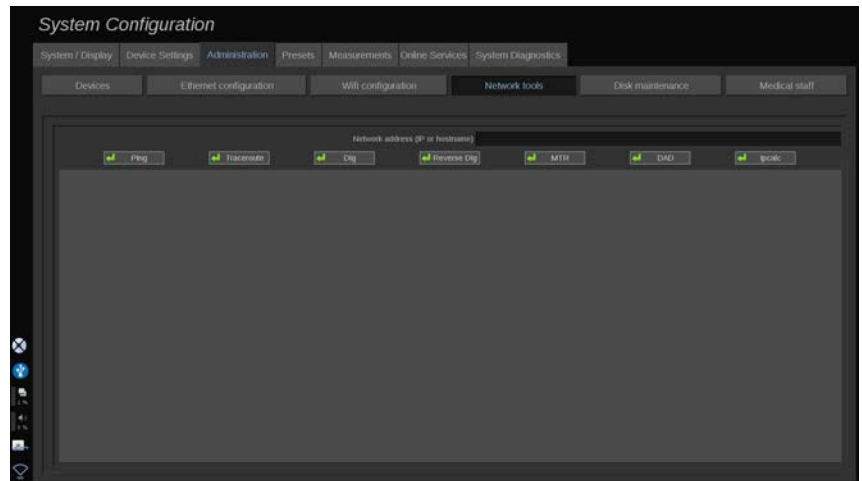 System Configuration
System / Display Device Settings Administration Presets Measurements Online Services System Diagnostics
Devices Ethernet configuration Wifi configuration Network tools Disk maintenance Medical staff
Network address (IP or hostname)
Ping Traceroute Dig Reverse Dig MTR DAD Ipcalc